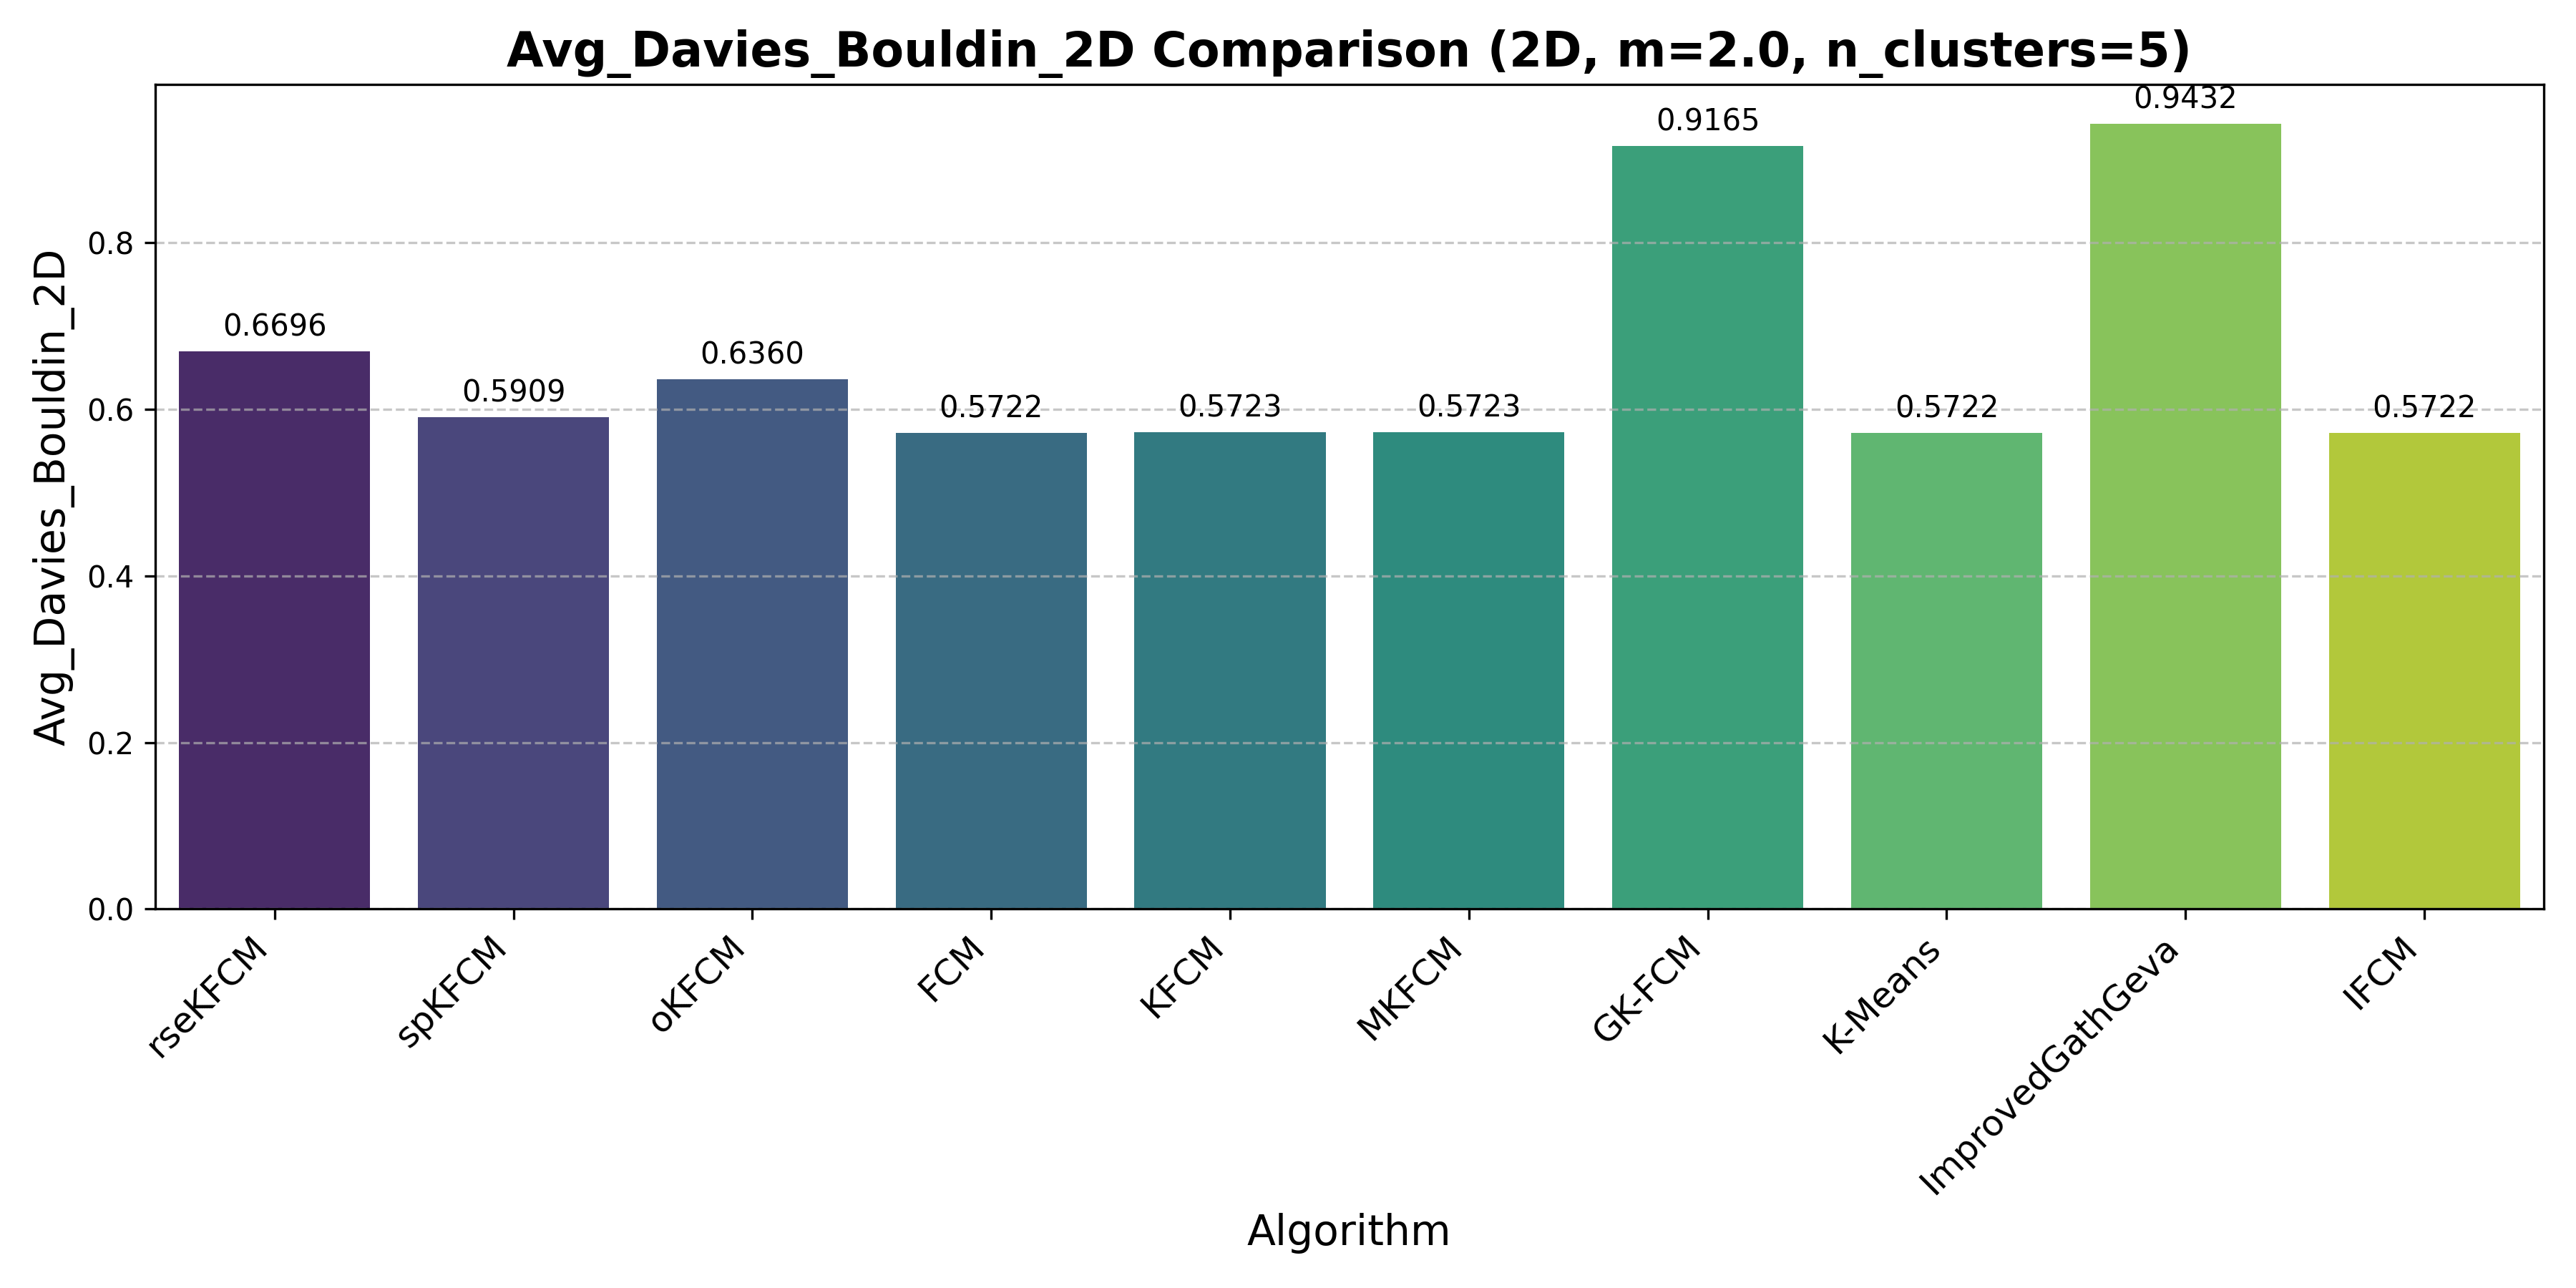 Avg_Davies_Bouldin_2D Comparison (2D, m=2.0, n_clusters=5)
Avg_Davies_Bouldin_2D
0.8
0.6
0.4
0.2
0.0
0.6696
0.5909
0.6360
0.5722
0.5723
0.5723
0.9165
0.5722
0.9432
0.5722
rseKFCM
spKFCM
oKFCM
FCM
KFCM
MKFCM
GK-FCM
K-Means
ImprovedGathGeva
IFCM
Algorithm